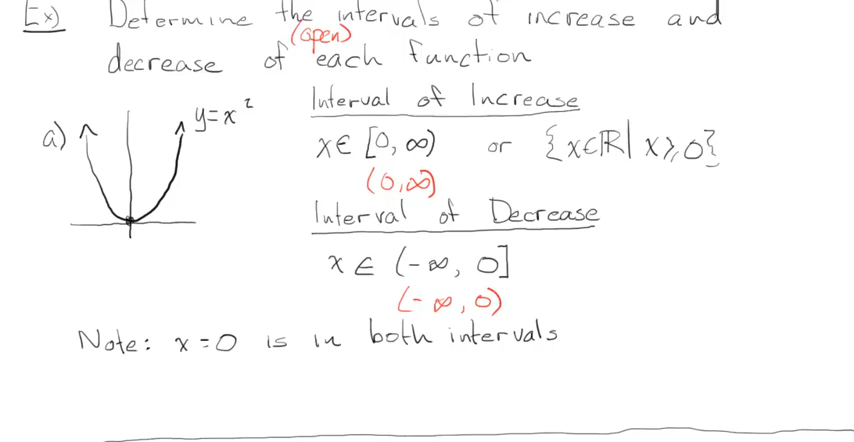 Ex) Determine the intervals of increase and
(open)
decrease of each function
Interval of Increase
a) y=x²
x∈ [0, ∞) or {x∈ℝ| x≥0}
(0,∞)
Interval of Decrease
x ∈ (-∞, 0]
(-∞, 0)
Note: x=0 is in both intervals